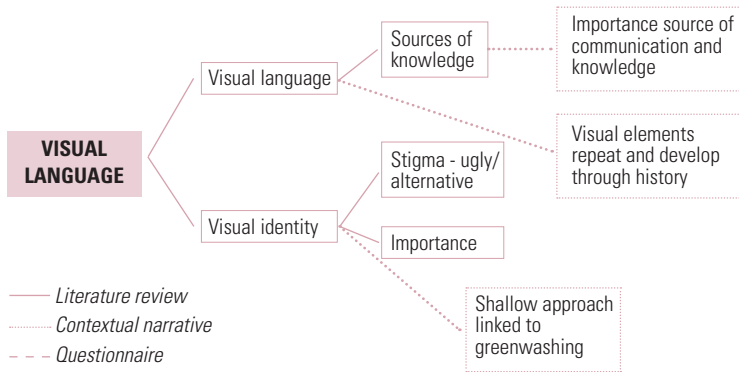 VISUAL
LANGUAGE
Visual language
Sources of
knowledge
Importance source of
communication and
knowledge
Visual elements
repeat and develop
through history
Visual identity
Stigma - ugly/
alternative
Importance
Shallow approach
linked to
greenwashing
Literature review
Contextual narrative
Questionnaire